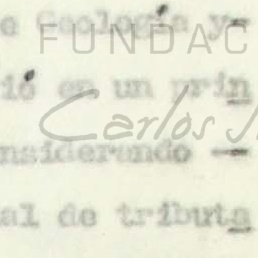 e Geología y-
FUNDAC
ió en un prin
Carlos
nsiderando -
al de tributa